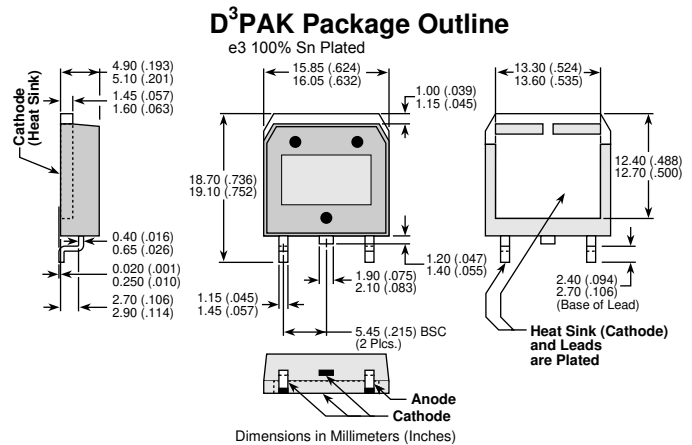 D³PAK Package Outline
e3 100% Sn Plated
Cathode
(Heat Sink)
4.90 (.193)
5.10 (.201)
1.45 (.057)
1.60 (.063)
15.85 (.624)
16.05 (.632)
1.00 (.039)
1.15 (.045)
13.30 (.524)
13.60 (.535)
18.70 (.736)
19.10 (.752)
12.40 (.488)
12.70 (.500)
0.40 (.016)
0.65 (.026)
0.020 (.001)
0.250 (.010)
2.70 (.106)
2.90 (.114)
1.15 (.045)
1.45 (.057)
1.90 (.075)
2.10 (.083)
1.20 (.047)
1.40 (.055)
2.40 (.094)
2.70 (.106)
(Base of Lead)
5.45 (.215) BSC
(2 Plcs.)
Heat Sink (Cathode)
and Leads
are Plated
Anode
Cathode
Dimensions in Millimeters (Inches)